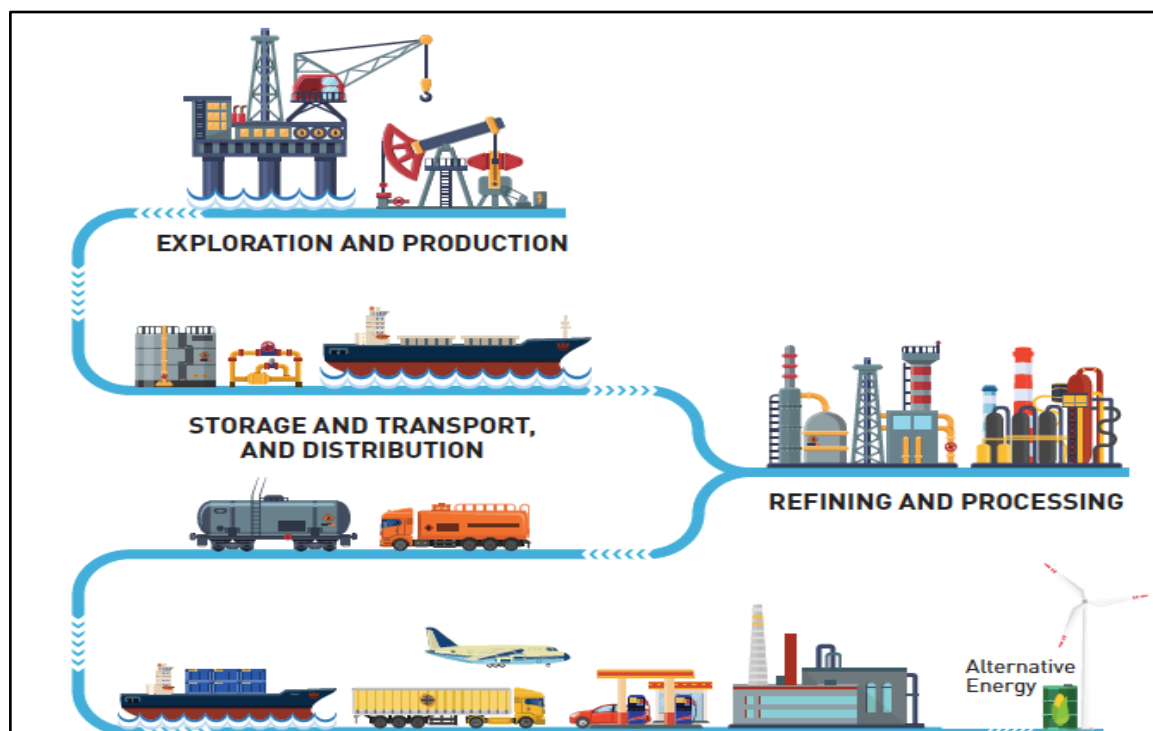 EXPLORATION AND PRODUCTION
STORAGE AND TRANSPORT,
AND DISTRIBUTION
REFINING AND PROCESSING
Alternative
Energy